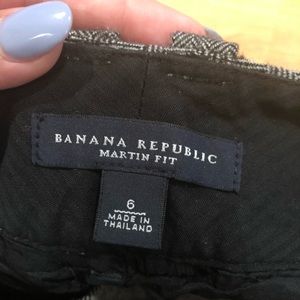 BANANA REPUBLIC
MARTIN FIT
6
MADE IN
THAILAND